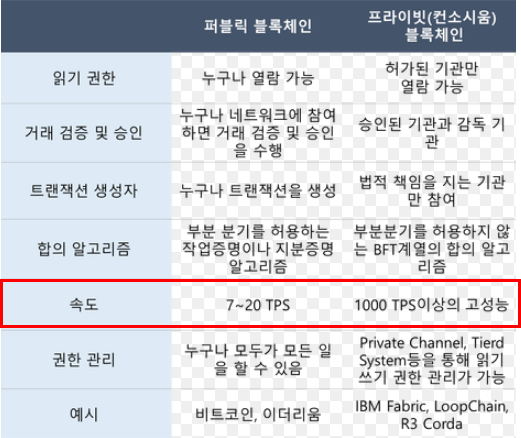 퍼블릭 블록체인
프라이빗(컨소시움)
블록체인
읽기 권한
누구나 열람 가능
허가된 기관만
열람 가능
거래 검증 및 승인
누구나 네트워크에 참여
하면 거래 검증 및 승인
을 수행
승인된 기관과 감독 기
관
트랜잭션 생성자
누구나 트랜잭션을 생성
법적 책임을 지는 기관
만 참여
합의 알고리즘
부분 분기를 허용하는
작업증명이나 지분증명
알고리즘
부분분기를 허용하지 않
는 BFT계열의 합의 알고
리즘
속도
7~20 TPS
1000 TPS이상의 고성능
권한 관리
누구나 모두가 모든 일
을 할 수 있음
Private Channel, Tierd
System등을 통해 읽기
쓰기 권한 관리가 가능
예시
비트코인, 이더리움
IBM Fabric, LoopChain,
R3 Corda